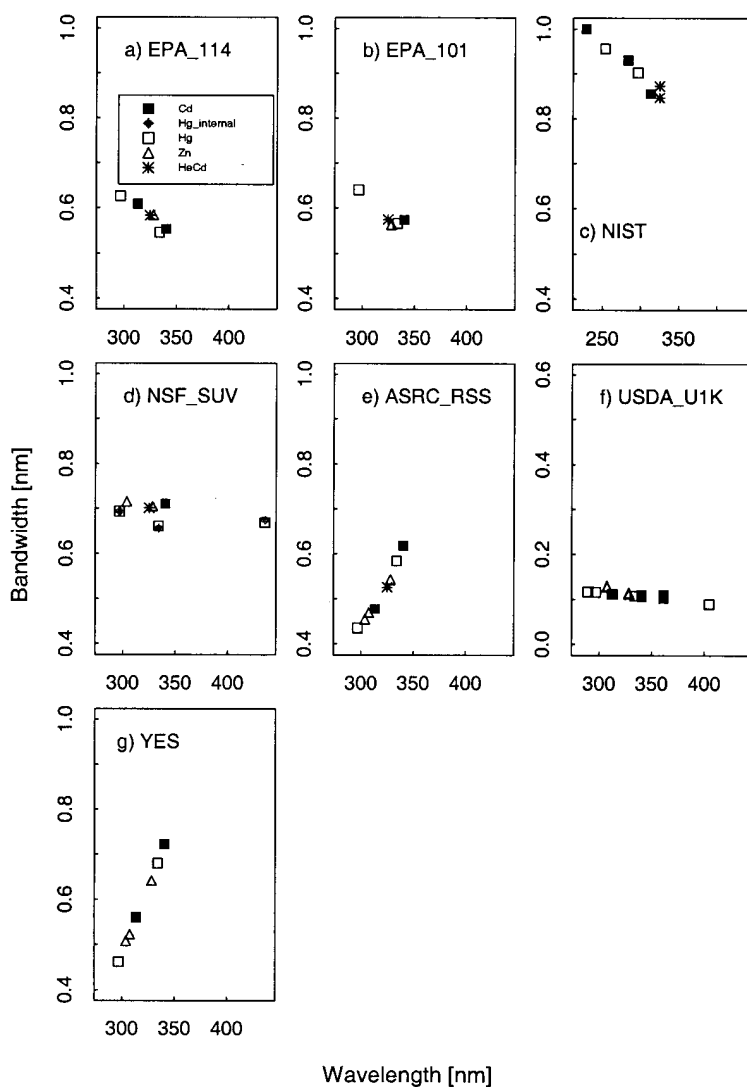 a) EPA_114
Cd
Hg_internal
Hg
Zn
HeCd
0.4 0.6 0.8 1.0
300 350 400
b) EPA_101
0.4 0.6 0.8 1.0
300 350 400
c) NIST
0.4 0.6 0.8 1.0
250 350
d) NSF_SUV
0.4 0.6 0.8 1.0
300 350 400
e) ASRC_RSS
0.4 0.6 0.8 1.0
300 350 400
f) USDA_U1K
0.0 0.2 0.4 0.6
300 350 400
g) YES
0.4 0.6 0.8 1.0
300 350 400
Bandwidth [nm]
Wavelength [nm]